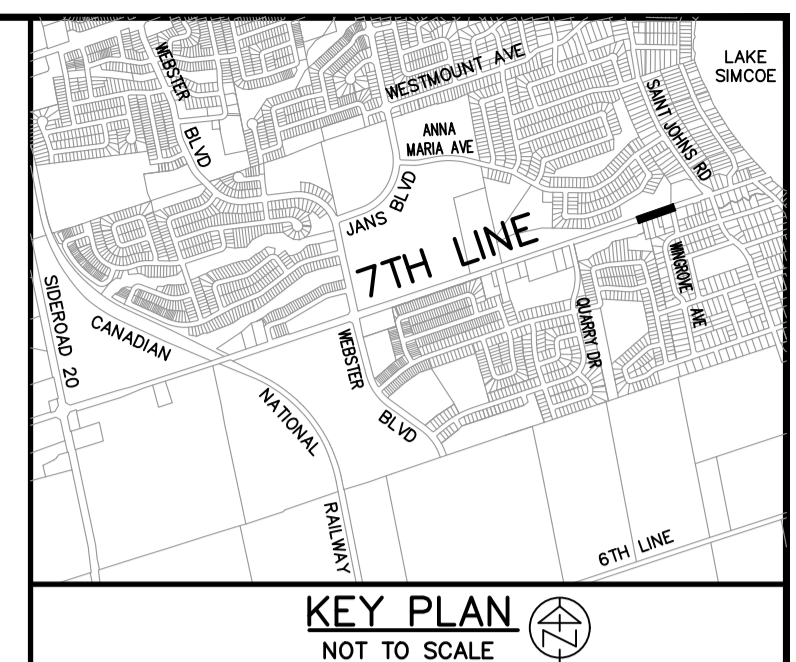 WEBSTER
BLVD
WESTMOUNT AVE
LAKE
SIMCOE
ANNA
MARIA AVE
SAINT JOHNS RD
JANS BLVD
7TH LINE
WINGROVE AVE
SIDEROAD 20
CANADIAN
NATIONAL
RAILWAY
WEBSTER
BLVD
QUARRY DR
6TH LINE
KEY PLAN
N
NOT TO SCALE